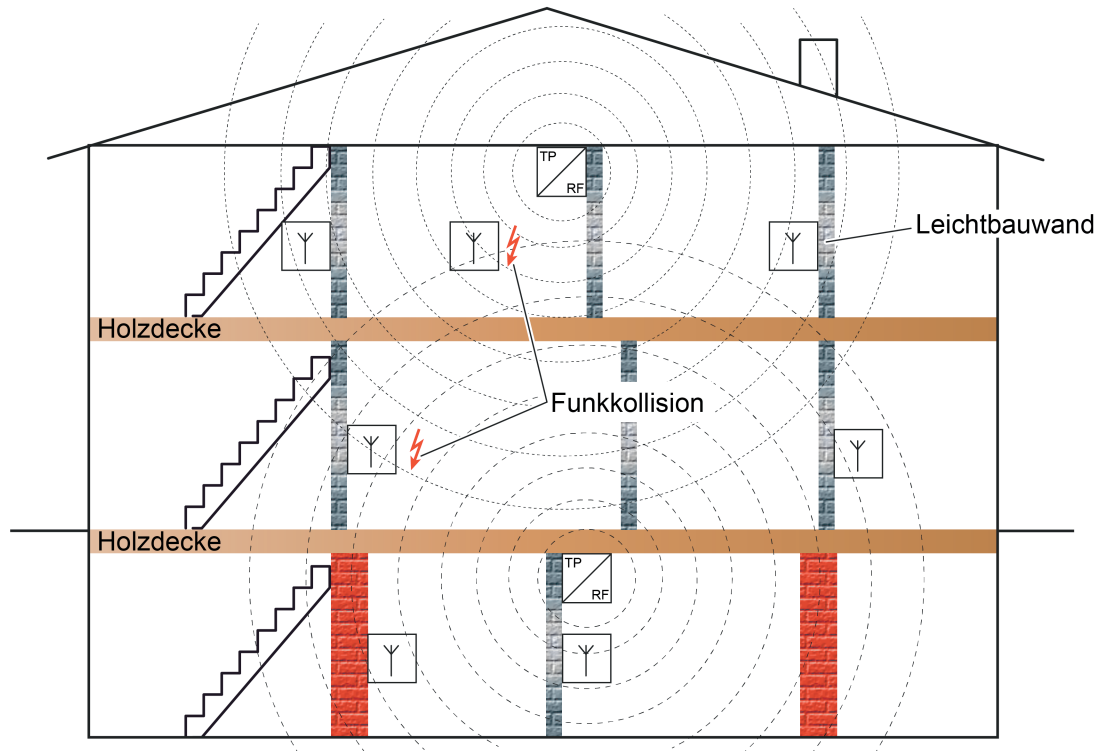 TP
RF
Leichtbauwand
Holzdecke
Funkkollision
Holzdecke
TP
RF